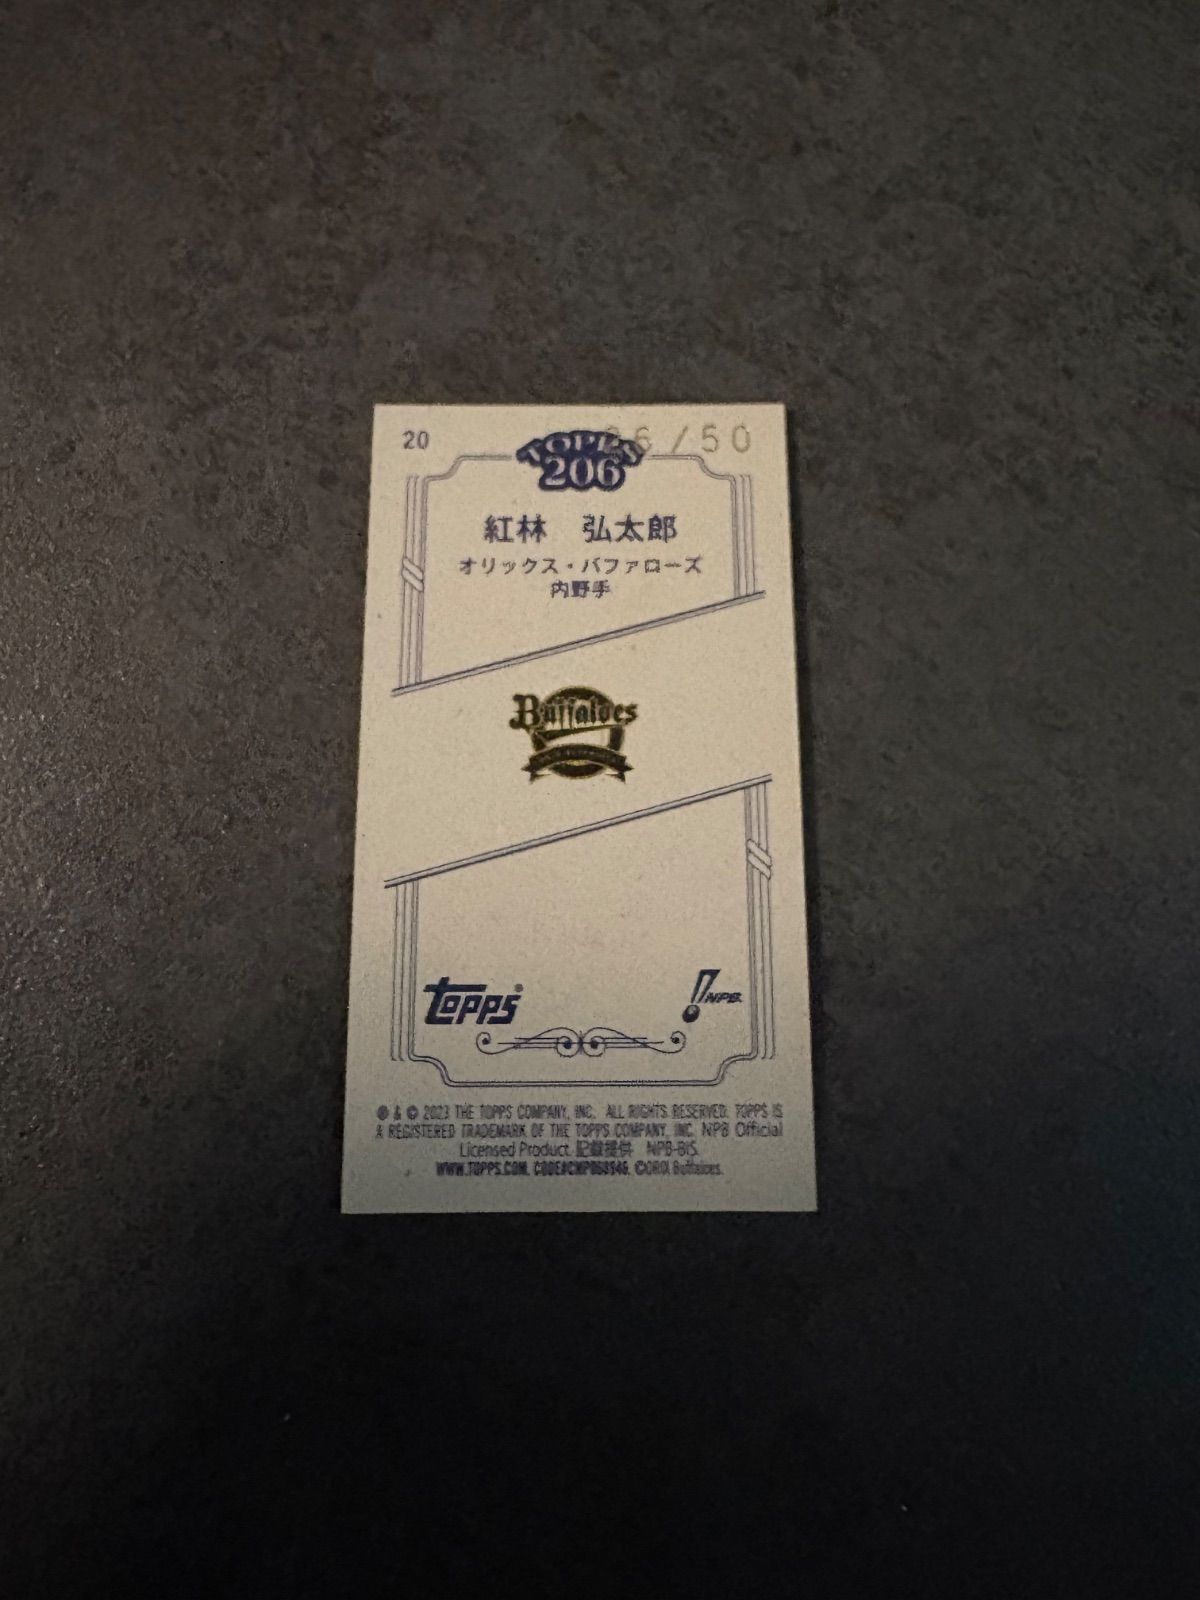 20
/50
TOPPS
206
紅林 弘太郎
オリックス・バファローズ
内野手
Buffaloes
topps®
NPB
® & © 2023 THE TOPPS COMPANY, INC. ALL RIGHTS RESERVED. TOPPS IS
A REGISTERED TRADEMARK OF THE TOPPS COMPANY, INC. NPB Official
Licensed Product. 記録提供 NPB-BIS.
WWW.TOPPS.COM. ©ORIX Buffaloes.